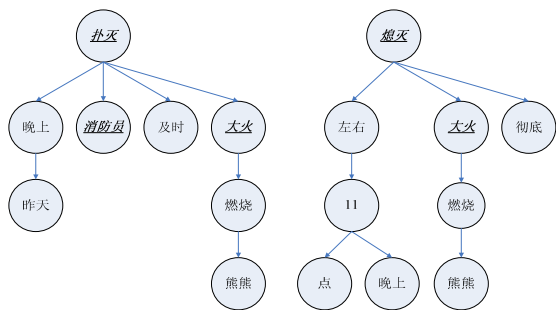 扑灭 熄灭
晚上 消防员 及时 大火 左右 大火 彻底
昨天 燃烧 11 燃烧
熊熊 点 晚上 熊熊